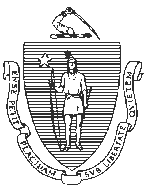 ENSE PETIT
PLACIDAM
SVB LIBERTATE
QVIETEM